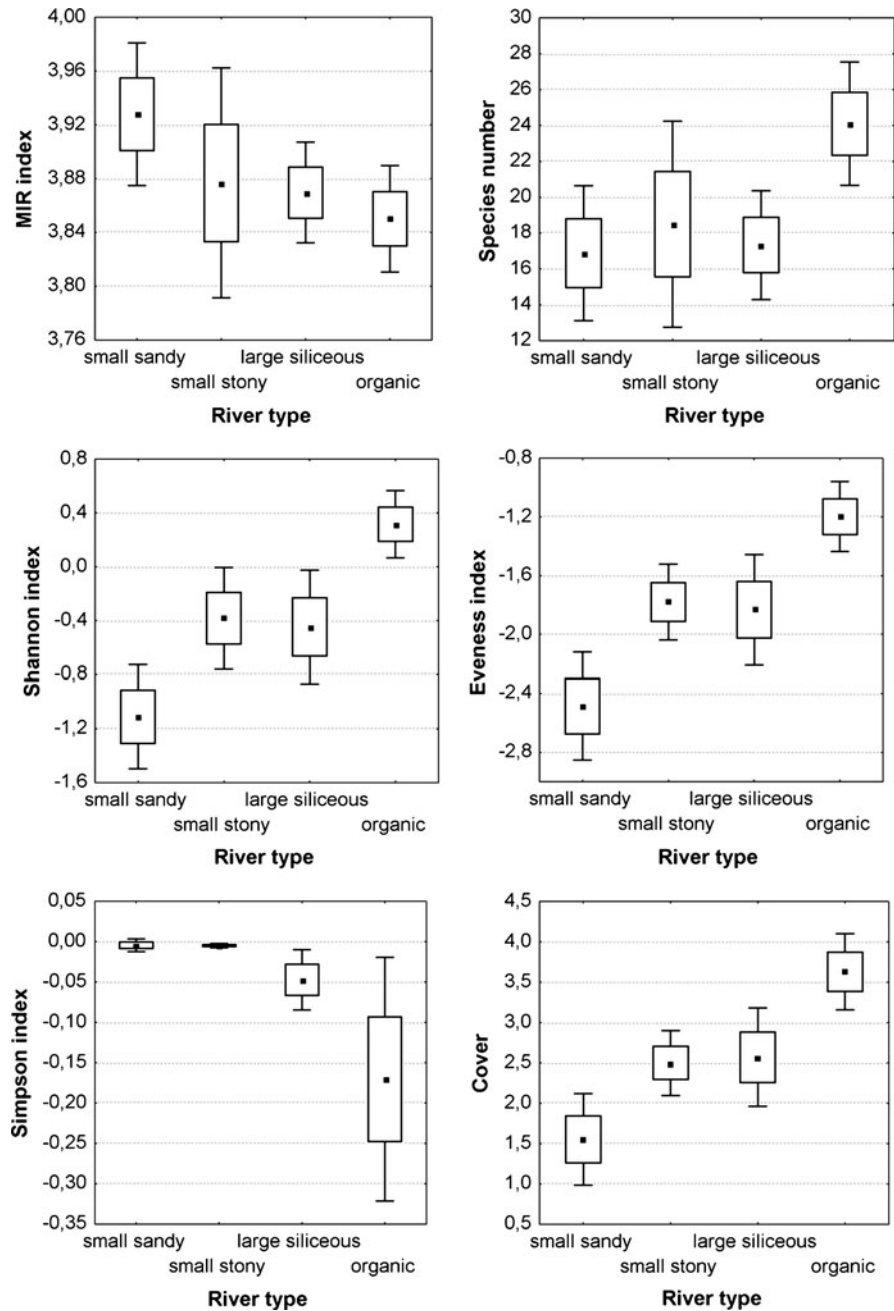 MIR index
4,00
3,96
3,92
3,88
3,84
3,80
3,76
small sandy
small stony
large siliceous
organic
River type
Species number
30
28
26
24
22
20
18
16
14
12
small sandy
small stony
large siliceous
organic
River type
Shannon index
0,8
0,4
0,0
-0,4
-0,8
-1,2
-1,6
small sandy
small stony
large siliceous
organic
River type
Eveness index
-0,8
-1,2
-1,6
-2,0
-2,4
-2,8
small sandy
small stony
large siliceous
organic
River type
Simpson index
0,05
0,00
-0,05
-0,10
-0,15
-0,20
-0,25
-0,30
-0,35
small sandy
small stony
large siliceous
organic
River type
Cover
4,5
4,0
3,5
3,0
2,5
2,0
1,5
1,0
0,5
small sandy
small stony
large siliceous
organic
River type